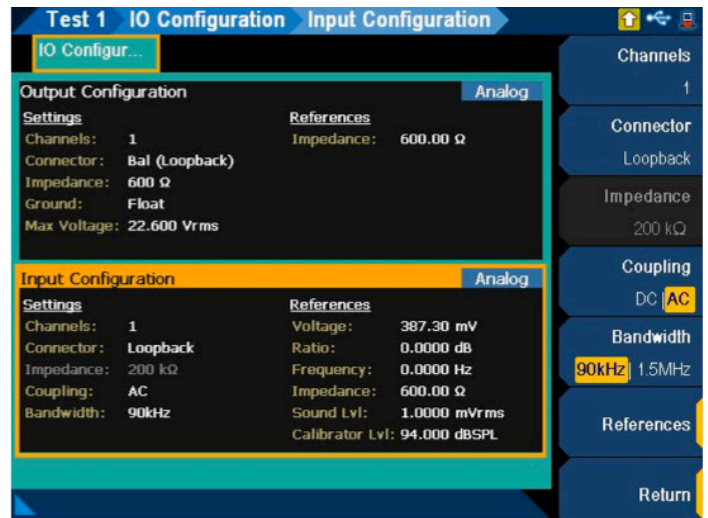 Test 1 IO Configuration Input Configuration
IO Configur...
Output Configuration Analog
Settings References
Channels: 1 Impedance: 600.00 Ω
Connector: Bal (Loopback)
Impedance: 600 Ω
Ground: Float
Max Voltage: 22.600 Vrms
Input Configuration Analog
Settings References
Channels: 1 Voltage: 387.30 mV
Connector: Loopback Ratio: 0.0000 dB
Impedance: 200 kΩ Frequency: 0.0000 Hz
Coupling: AC Impedance: 600.00 Ω
Bandwidth: 90kHz Sound Lvl: 1.0000 mVrms
Calibrator Lvl: 94.000 dBSPL
Channels
1
Connector
Loopback
Impedance
200 kΩ
Coupling
DC | AC
Bandwidth
90kHz | 1.5MHz
References
Return